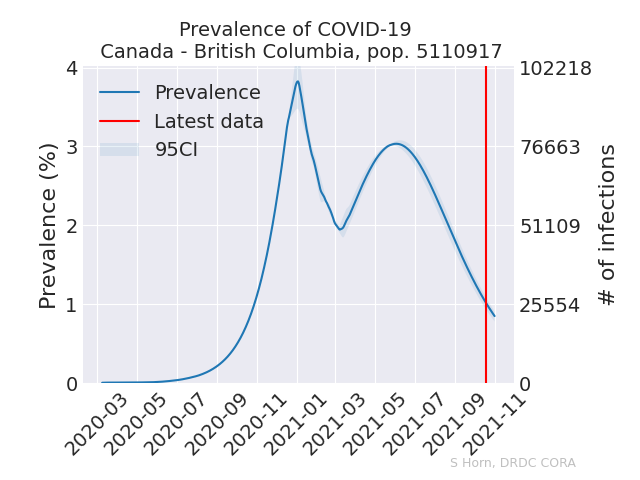 Prevalence of COVID-19
Canada - British Columbia, pop. 5110917
Prevalence (%)
4
3
2
1
0
Prevalence
Latest data
95CI
102218
76663
51109
25554
0
# of infections
2020-03
2020-05
2020-07
2020-09
2020-11
2021-01
2021-03
2021-05
2021-07
2021-09
2021-11
S Horn, DRDC CORA